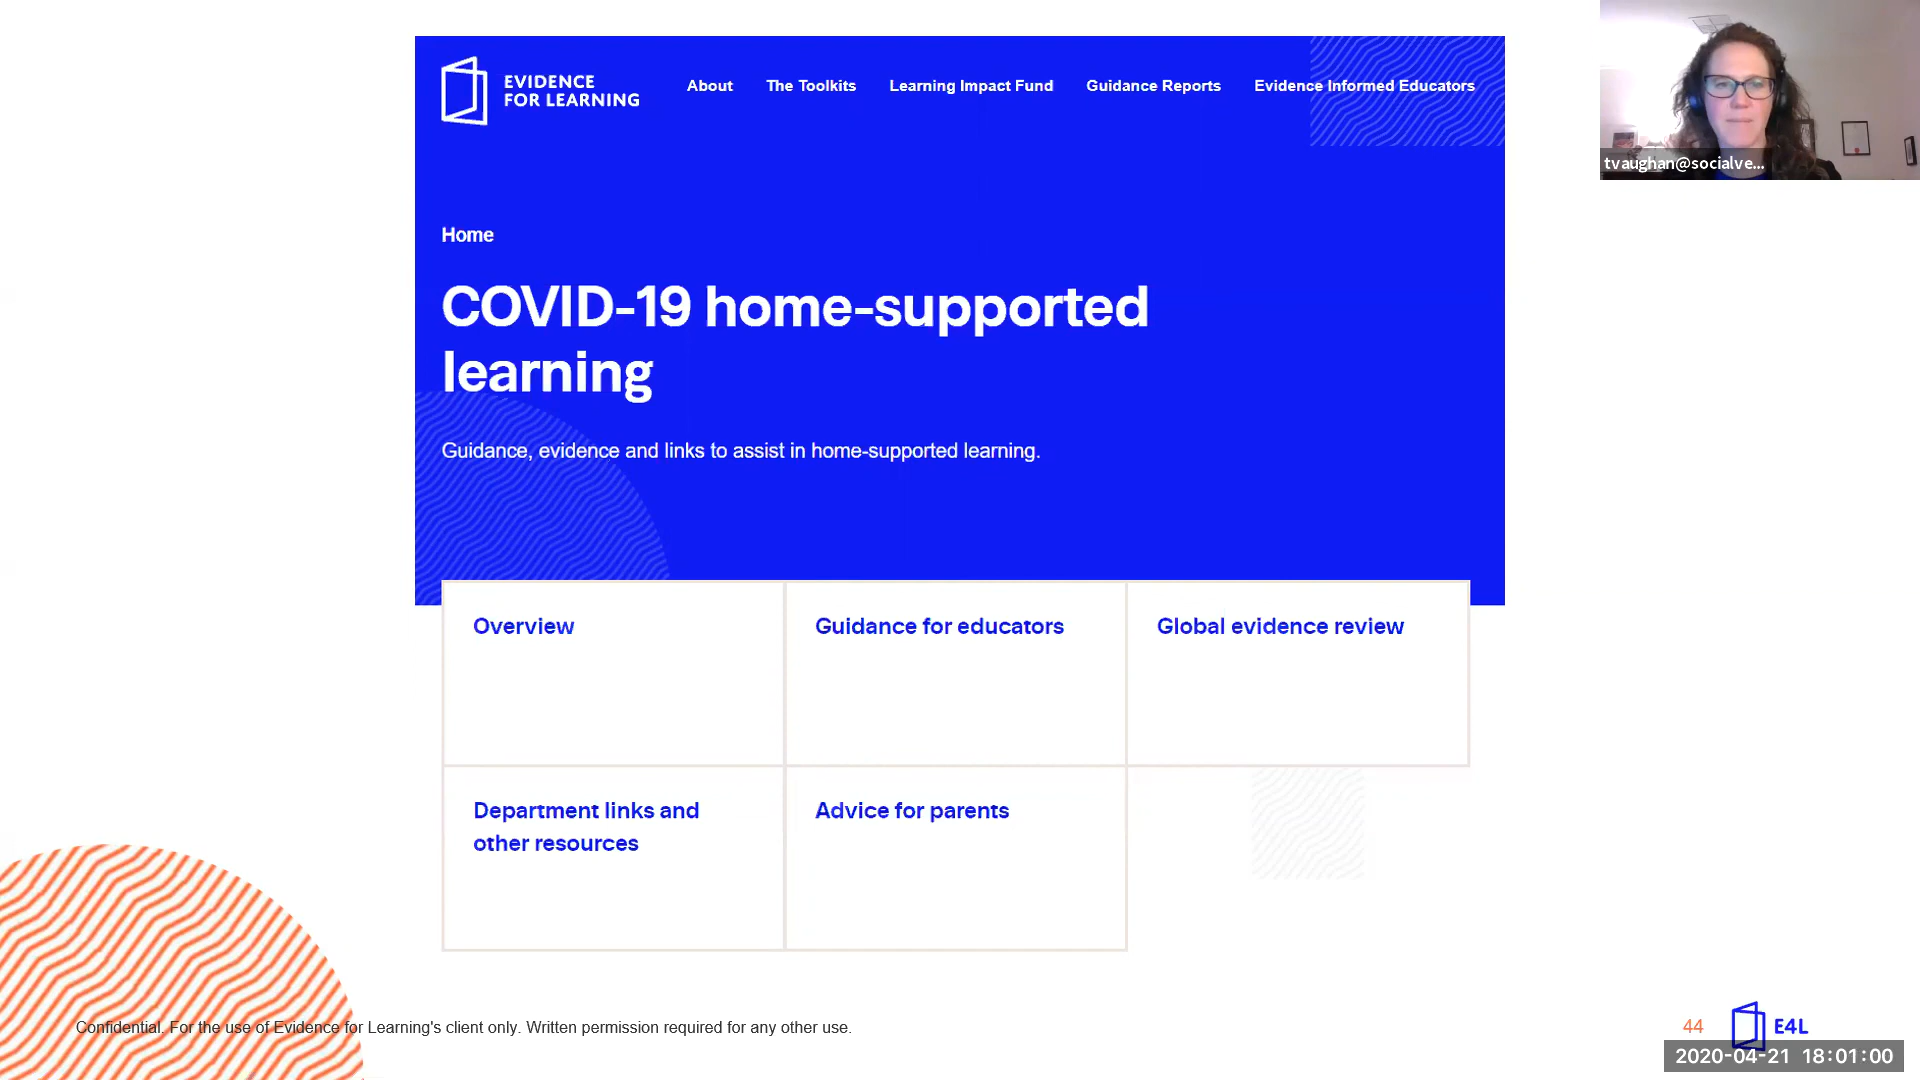 EVIDENCE
FOR LEARNING
About The Toolkits Learning Impact Fund Guidance Reports Evidence Informed Educators
tvaughan@socialve...
Home
COVID-19 home-supported
learning
Guidance, evidence and links to assist in home-supported learning.
Overview
Guidance for educators
Global evidence review
Department links and
other resources
Advice for parents
Confidential. For the use of Evidence for Learning's client only. Written permission required for any other use.
44
E4L
2020-04-21 18:01:00